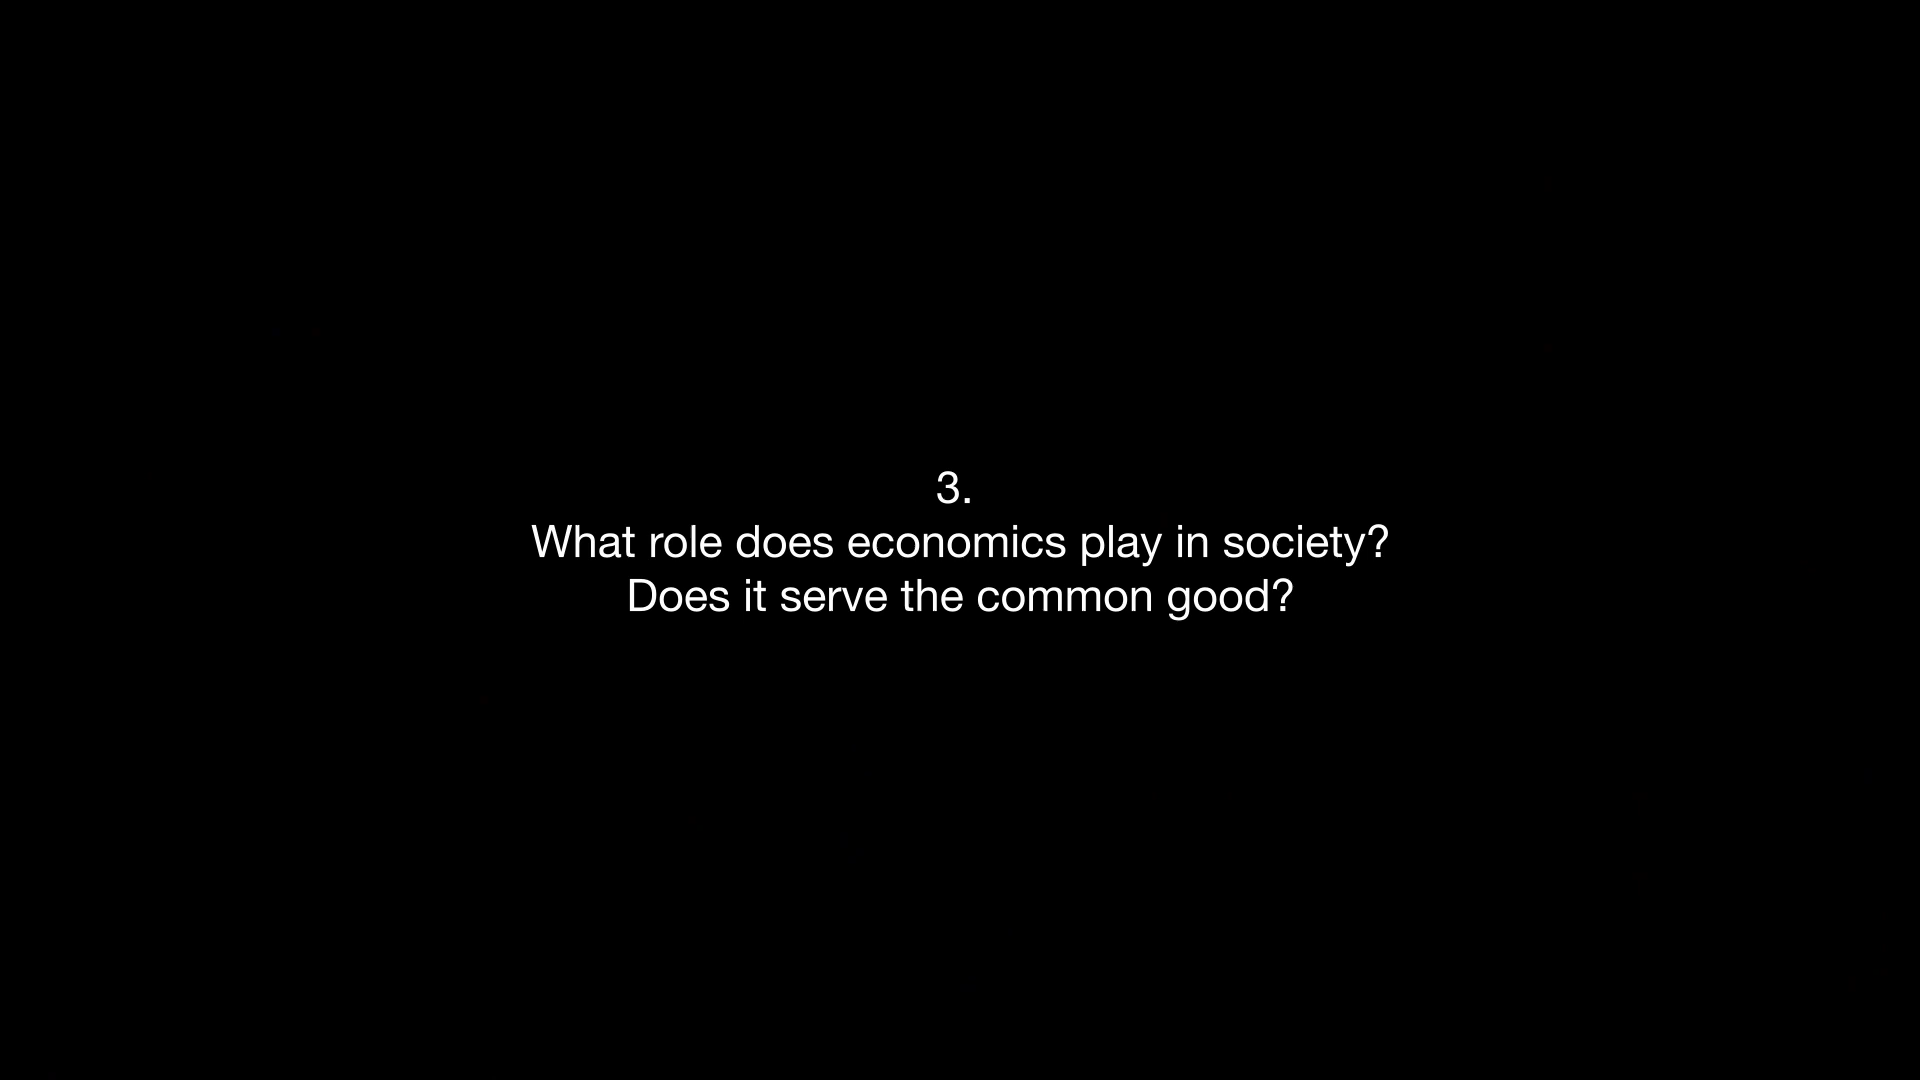 3.
What role does economics play in society?
Does it serve the common good?